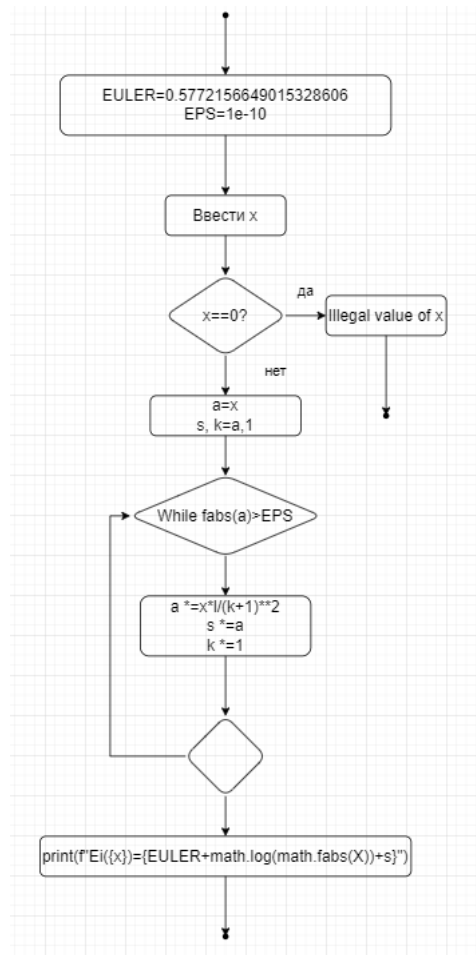 EULER=0.5772156649015328606
EPS=1e-10
Ввести x
x==0?
да
Illegal value of x
нет
a=x
s, k=a,1
While fabs(a)>EPS
a *=x*l/(k+1)**2
s *=a
k *=1
print(f"Ei({x})={EULER+math.log(math.fabs(X))+s}")